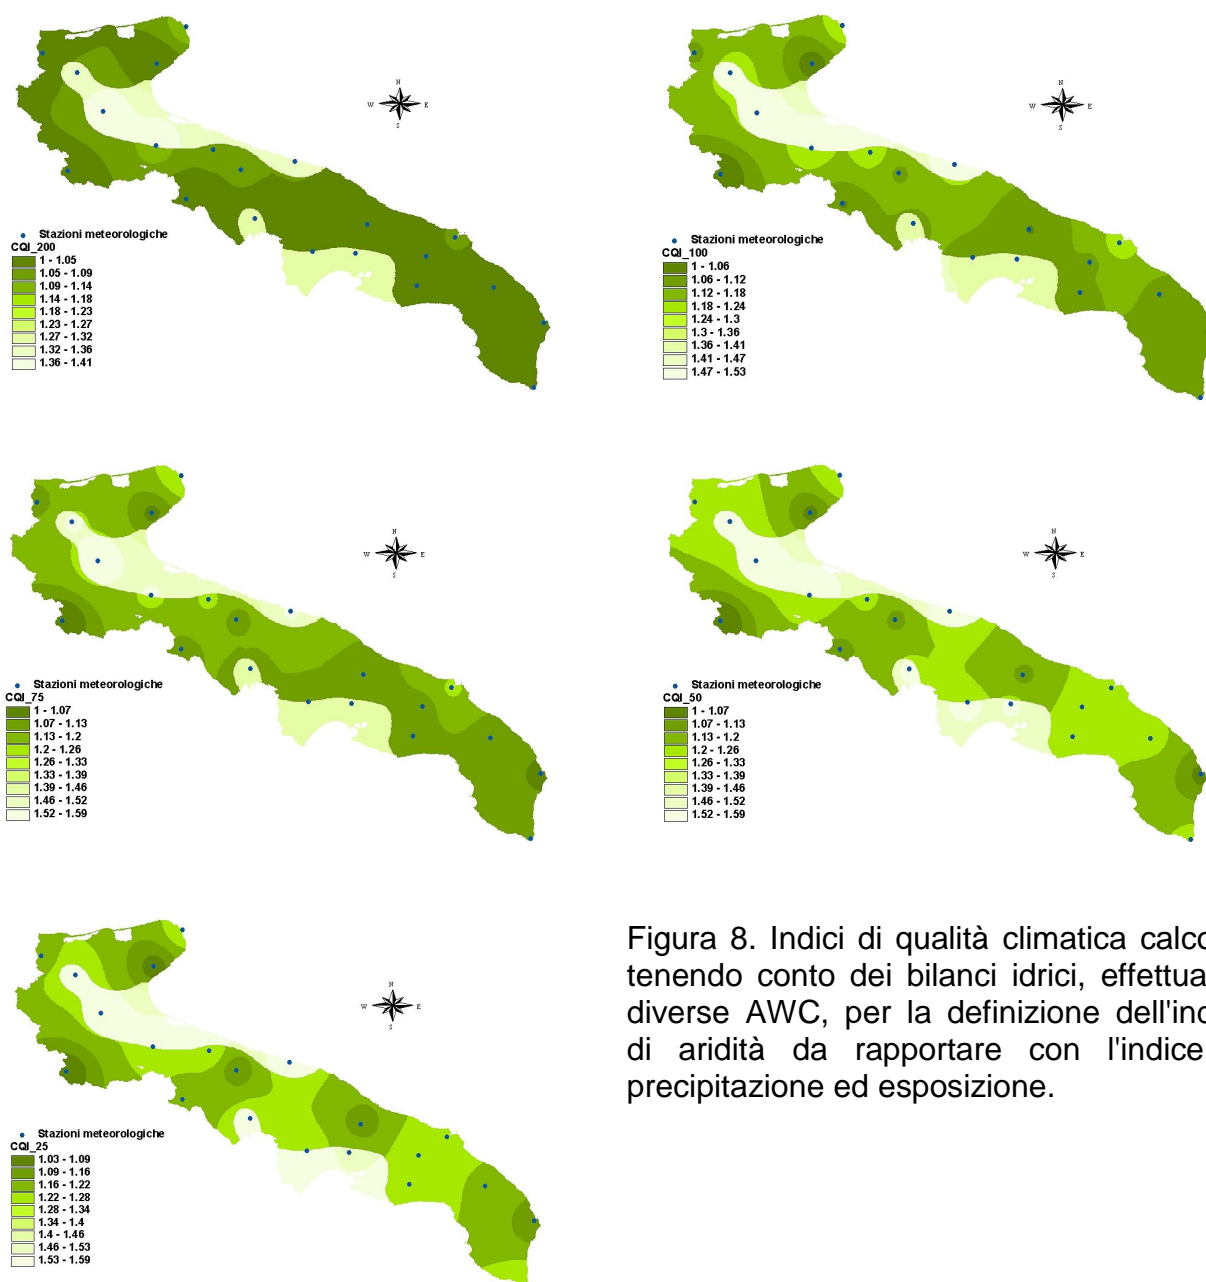 N
W E
S
Stazioni meteorologiche
CQI_200
1 - 1.05
1.05 - 1.09
1.09 - 1.14
1.14 - 1.18
1.18 - 1.23
1.23 - 1.27
1.27 - 1.32
1.32 - 1.36
1.36 - 1.41
N
W E
S
Stazioni meteorologiche
CQI_100
1 - 1.06
1.06 - 1.12
1.12 - 1.18
1.18 - 1.24
1.24 - 1.3
1.3 - 1.36
1.36 - 1.41
1.41 - 1.47
1.47 - 1.53
N
W E
S
Stazioni meteorologiche
CQI_75
1 - 1.07
1.07 - 1.13
1.13 - 1.2
1.2 - 1.26
1.26 - 1.33
1.33 - 1.39
1.39 - 1.46
1.46 - 1.52
1.52 - 1.59
N
W E
S
Stazioni meteorologiche
CQI_50
1 - 1.07
1.07 - 1.13
1.13 - 1.2
1.2 - 1.26
1.26 - 1.33
1.33 - 1.39
1.39 - 1.46
1.46 - 1.52
1.52 - 1.59
N
W E
S
Stazioni meteorologiche
CQI_25
1.03 - 1.09
1.09 - 1.16
1.16 - 1.22
1.22 - 1.28
1.28 - 1.34
1.34 - 1.4
1.4 - 1.46
1.46 - 1.53
1.53 - 1.59
Figura 8. Indici di qualità climatica calco
tenendo conto dei bilanci idrici, effettua
diverse AWC, per la definizione dell'ind
di aridità da rapportare con l'indice
precipitazione ed esposizione.